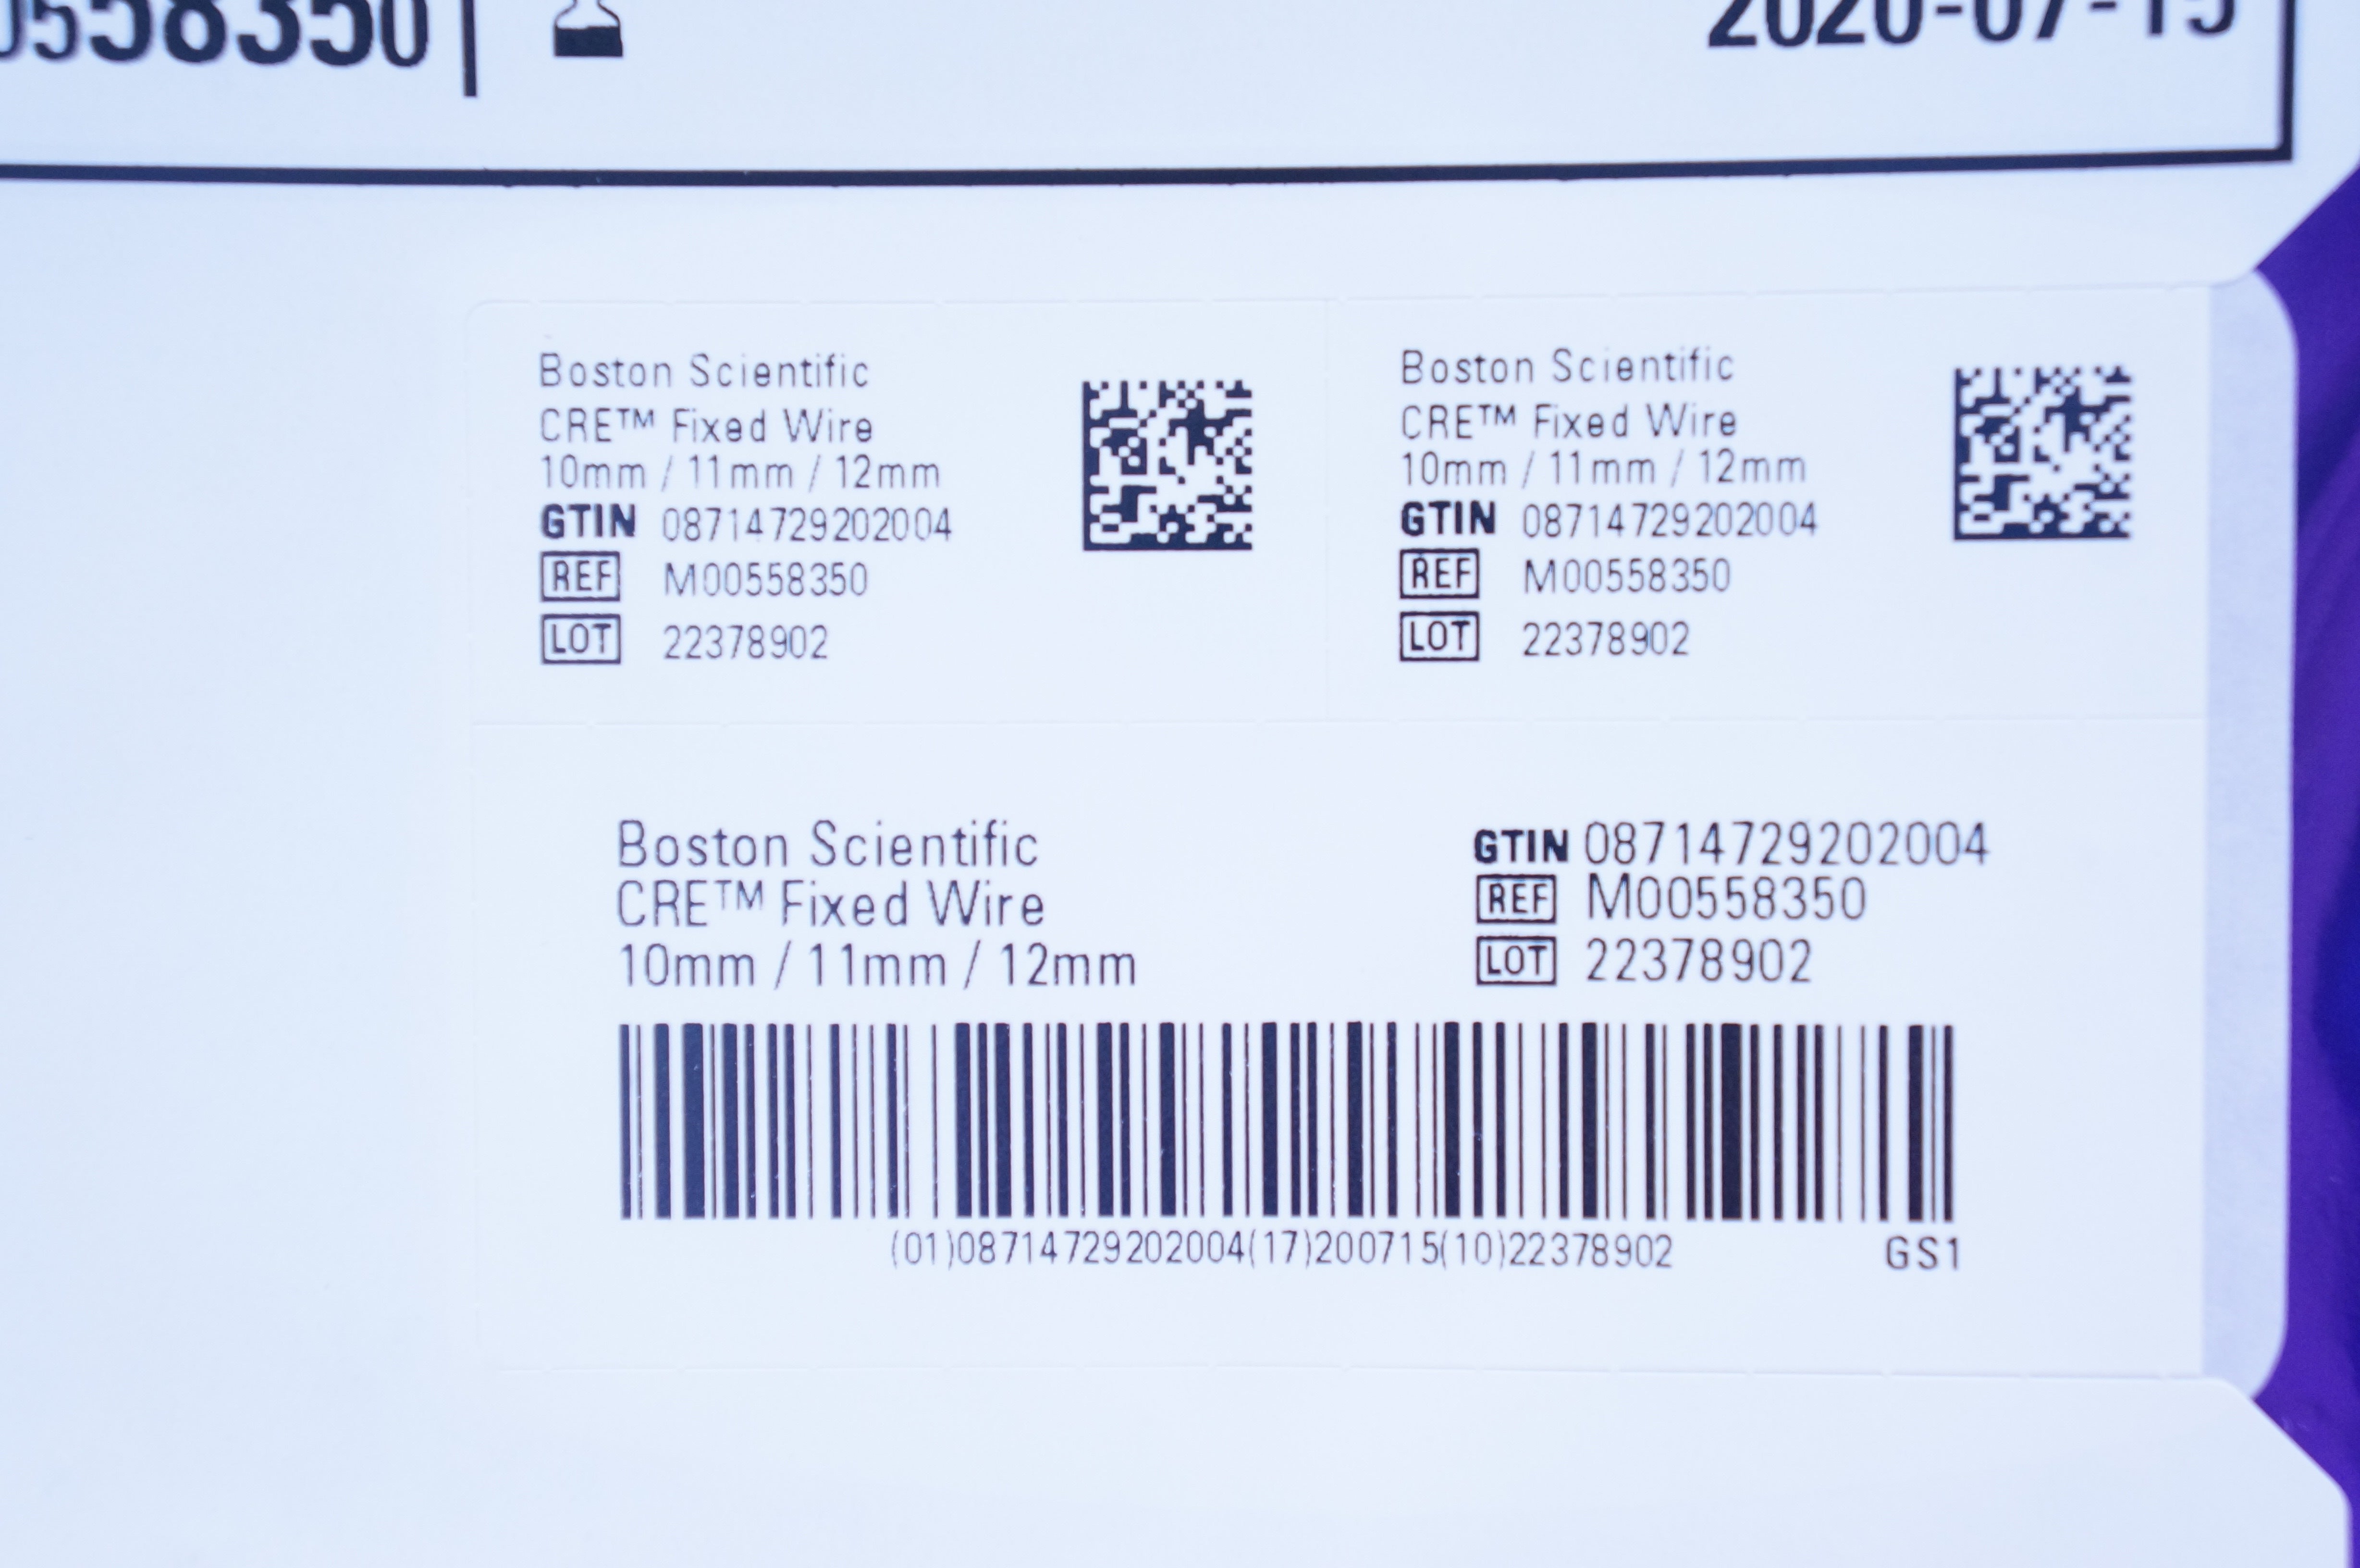 0558350
2020-07-15
Boston Scientific
CRE™ Fixed Wire
10mm / 11mm / 12mm
GTIN 08714729202004
REF M00558350
LOT 22378902
Boston Scientific
CRE™ Fixed Wire
10mm / 11mm / 12mm
GTIN 08714729202004
REF M00558350
LOT 22378902
Boston Scientific
CRE™ Fixed Wire
10mm / 11mm / 12mm
GTIN 08714729202004
REF M00558350
LOT 22378902
(01)08714729202004(17)200715(10)22378902
GS1